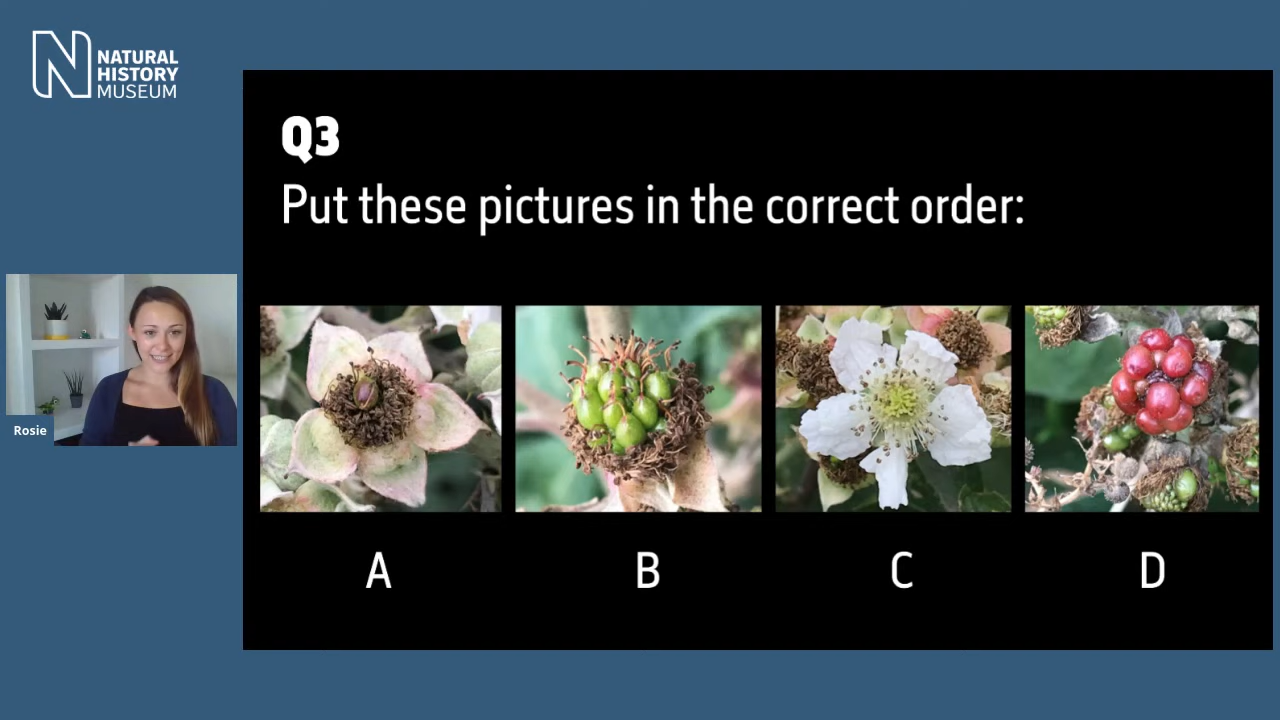 NATURAL
HISTORY
MUSEUM
Q3
Put these pictures in the correct order:
Rosie
A B C D